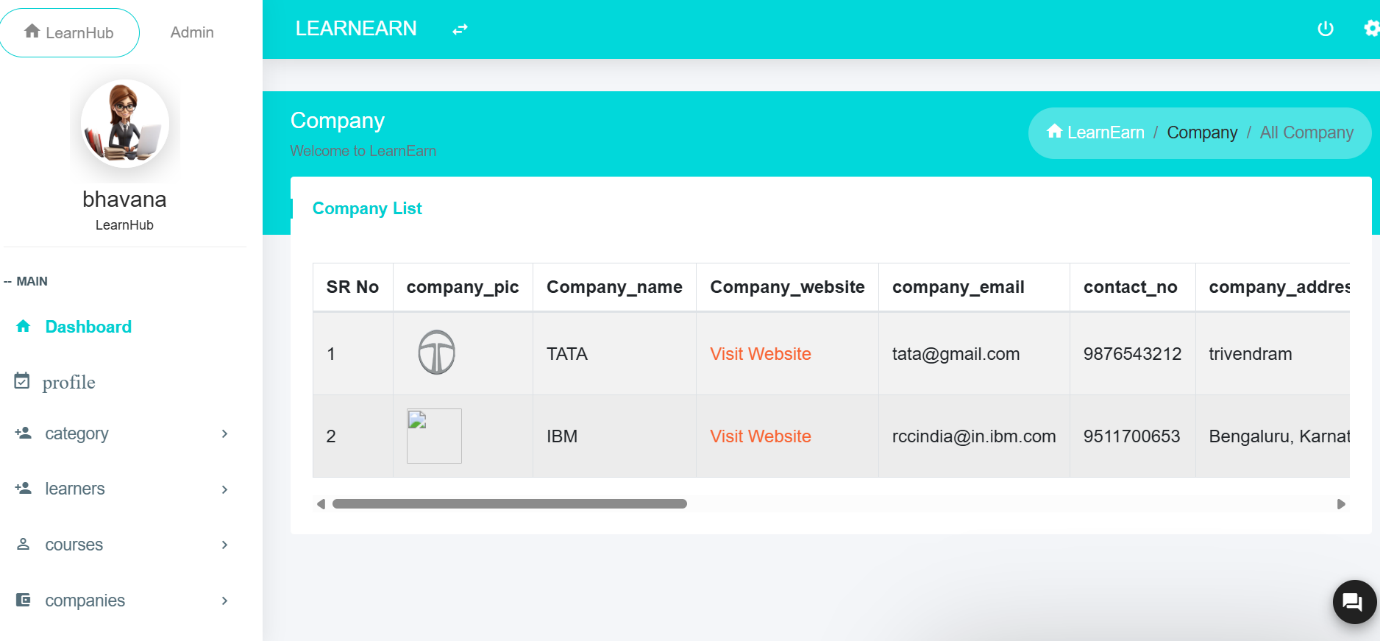 LearnHub Admin
LEARNEARN
bhavana
LearnHub
-- MAIN
Dashboard
profile
category
learners
courses
companies
Company
Welcome to LearnEarn
LearnEarn / Company / All Company
Company List
SR No company_pic Company_name Company_website company_email contact_no company_addres
1 TATA Visit Website tata@gmail.com 9876543212 trivendram
2 IBM Visit Website rccindia@in.ibm.com 9511700653 Bengaluru, Karnat